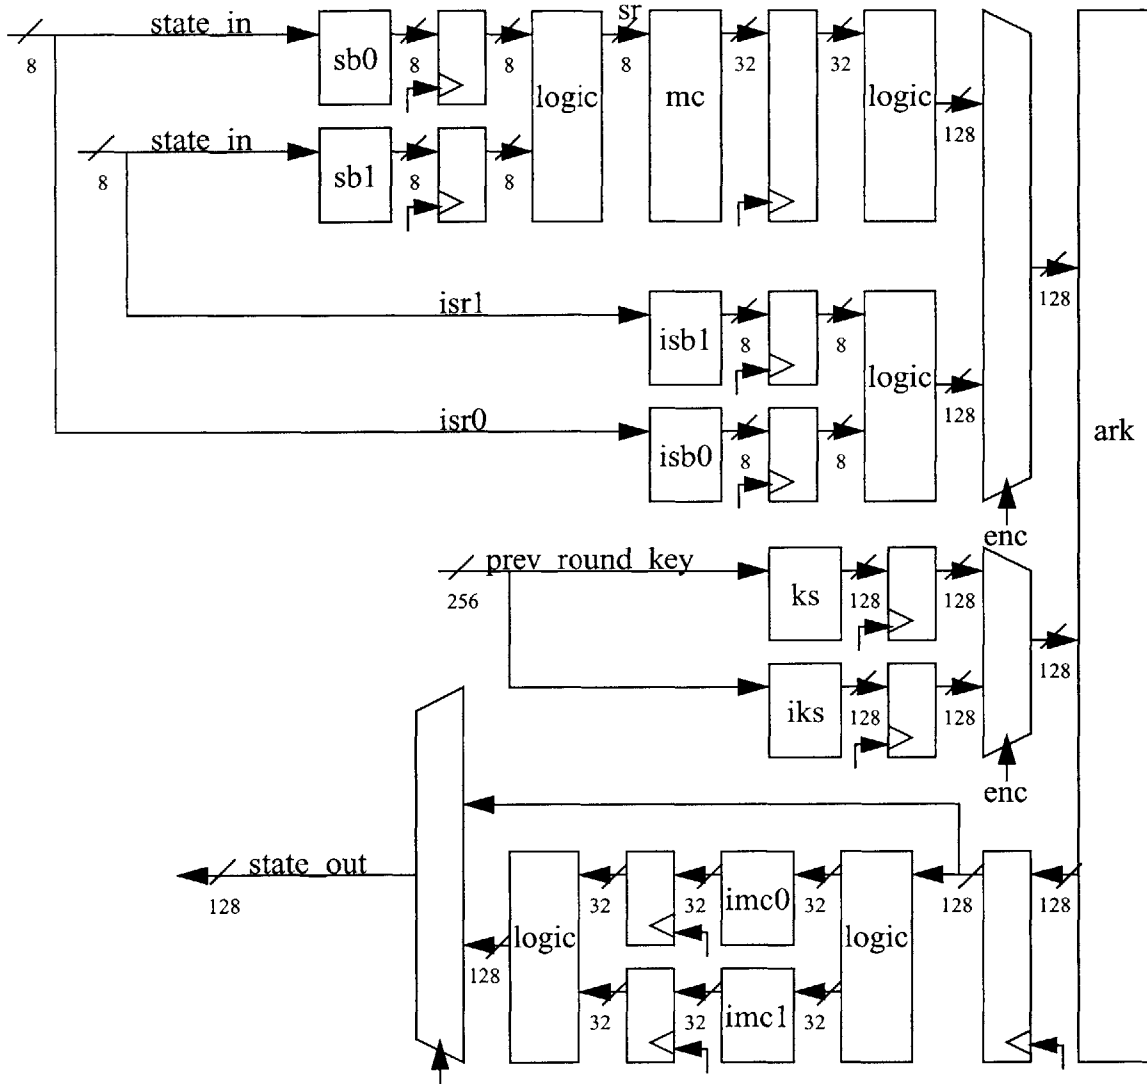 sr
state_in
8
sb0
8
8
logic
8
mc
32
32
logic
128
state_in
8
sb1
8
8
128
isr1
isb1
8
8
logic
128
isr0
isb0
8
8
ark
enc
prev_round_key
256
ks
128
128
128
iks
128
128
enc
state_out
128
128
logic
32
32
imc0
32
logic
128
128
32
32
imc1
32